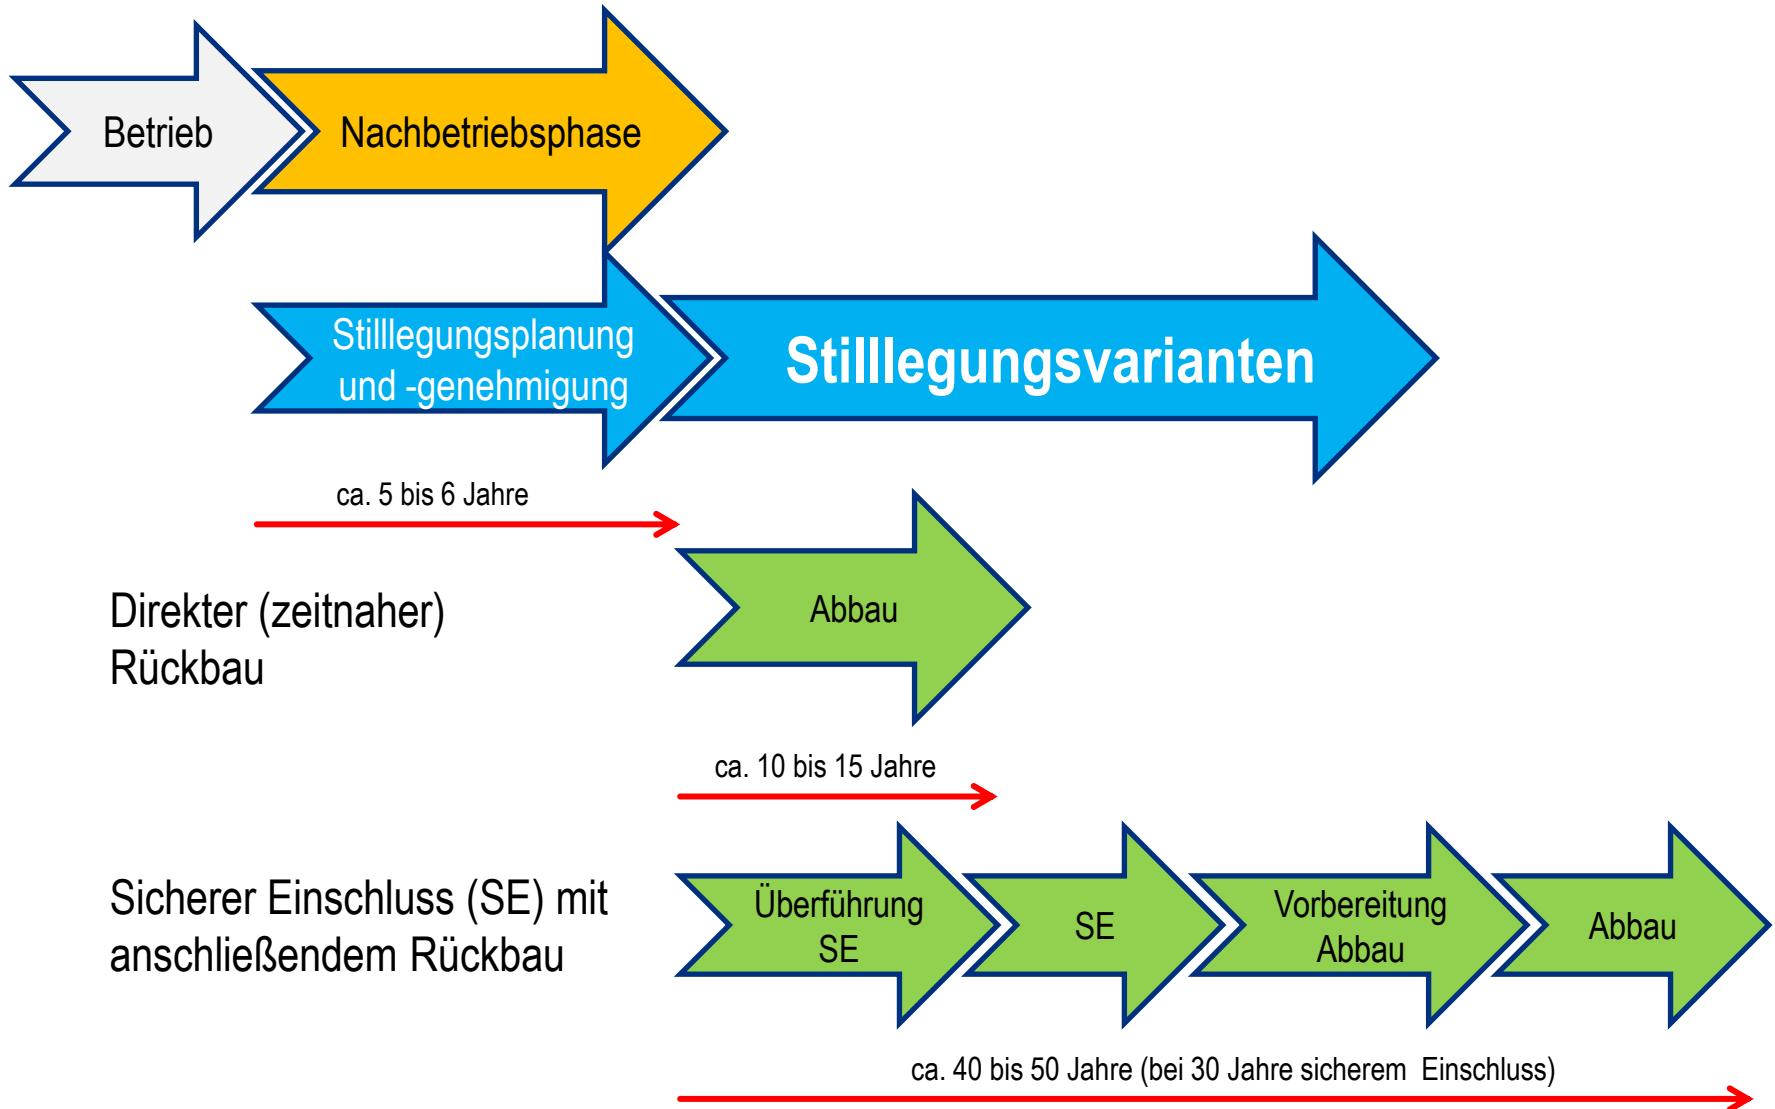 Betrieb
Nachbetriebsphase
Stilllegungsplanung
und -genehmigung
Stilllegungsvarianten
ca. 5 bis 6 Jahre
Direkter (zeitnaher)
Rückbau
Abbau
ca. 10 bis 15 Jahre
Sicherer Einschluss (SE) mit
anschließendem Rückbau
Überführung
SE
SE
Vorbereitung
Abbau
Abbau
ca. 40 bis 50 Jahre (bei 30 Jahre sicherem Einschluss)